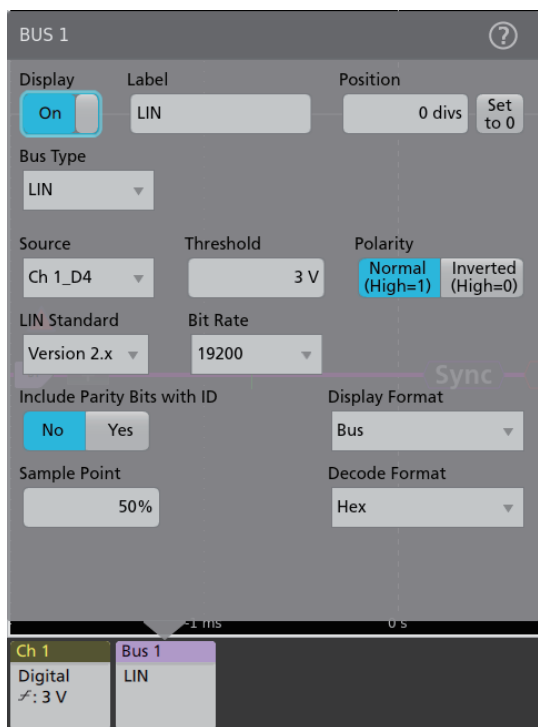 BUS 1
?
Display Label Position
On LIN 0 divs Set to 0
Bus Type
LIN
Source Threshold Polarity
Ch 1_D4 3 V Normal (High=1) Inverted (High=0)
LIN Standard Bit Rate
Version 2.x 19200
Sync
Include Parity Bits with ID Display Format
No Yes Bus
Sample Point Decode Format
50% Hex
-1 ms 0 s
Ch 1 Bus 1
Digital LIN
: 3 V